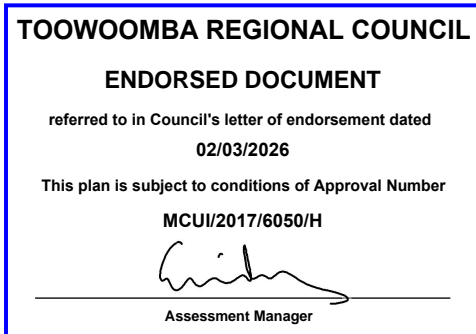 TOOWOOMBA REGIONAL COUNCIL
ENDORSED DOCUMENT
referred to in Council's letter of endorsement dated
02/03/2026
This plan is subject to conditions of Approval Number
MCUI/2017/6050/H
Assessment Manager